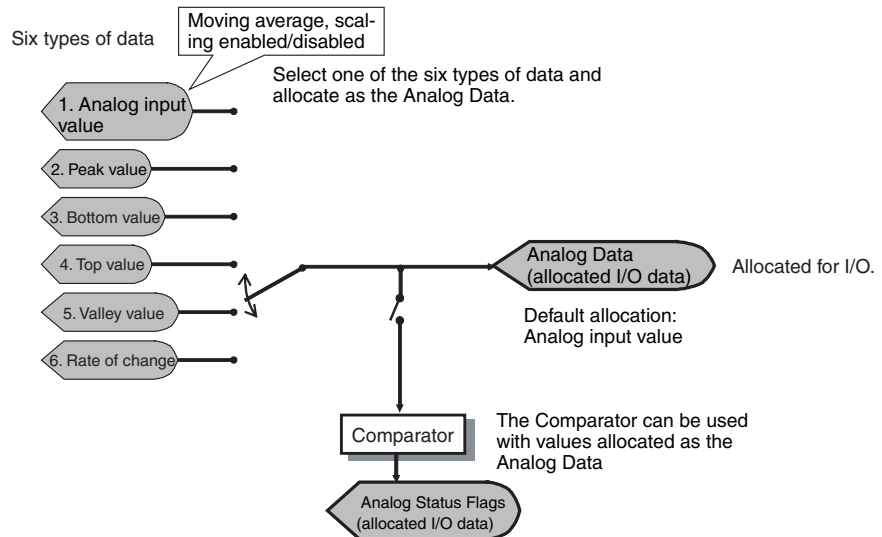 Six types of data
Moving average, scal-
ing enabled/disabled
Select one of the six types of data and
allocate as the Analog Data.
1. Analog input
value
2. Peak value
3. Bottom value
4. Top value
5. Valley value
6. Rate of change
Analog Data
(allocated I/O data)
Allocated for I/O.
Default allocation:
Analog input value
Comparator
The Comparator can be used
with values allocated as the
Analog Data
Analog Status Flags
(allocated I/O data)